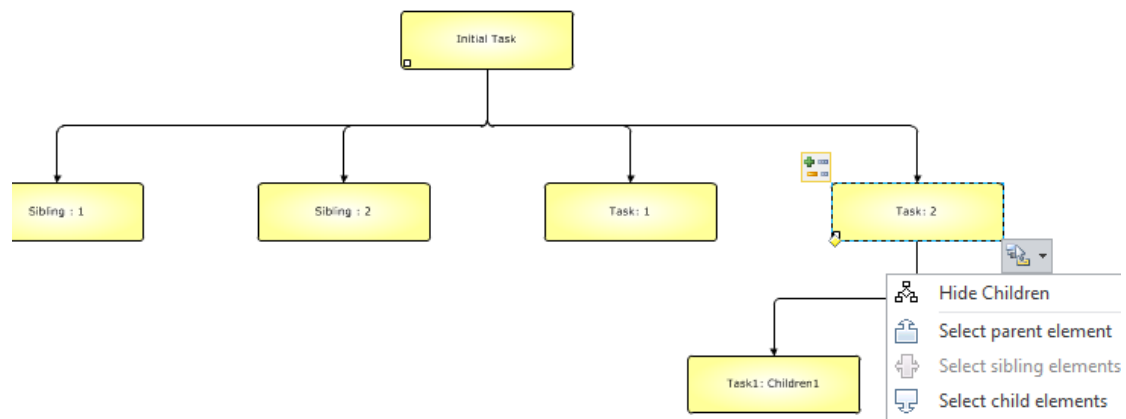 Initial Task
Sibling : 1
Sibling : 2
Task: 1
Task: 2
Hide Children
Select parent element
Select sibling elements
Task1: Children1
Select child elements